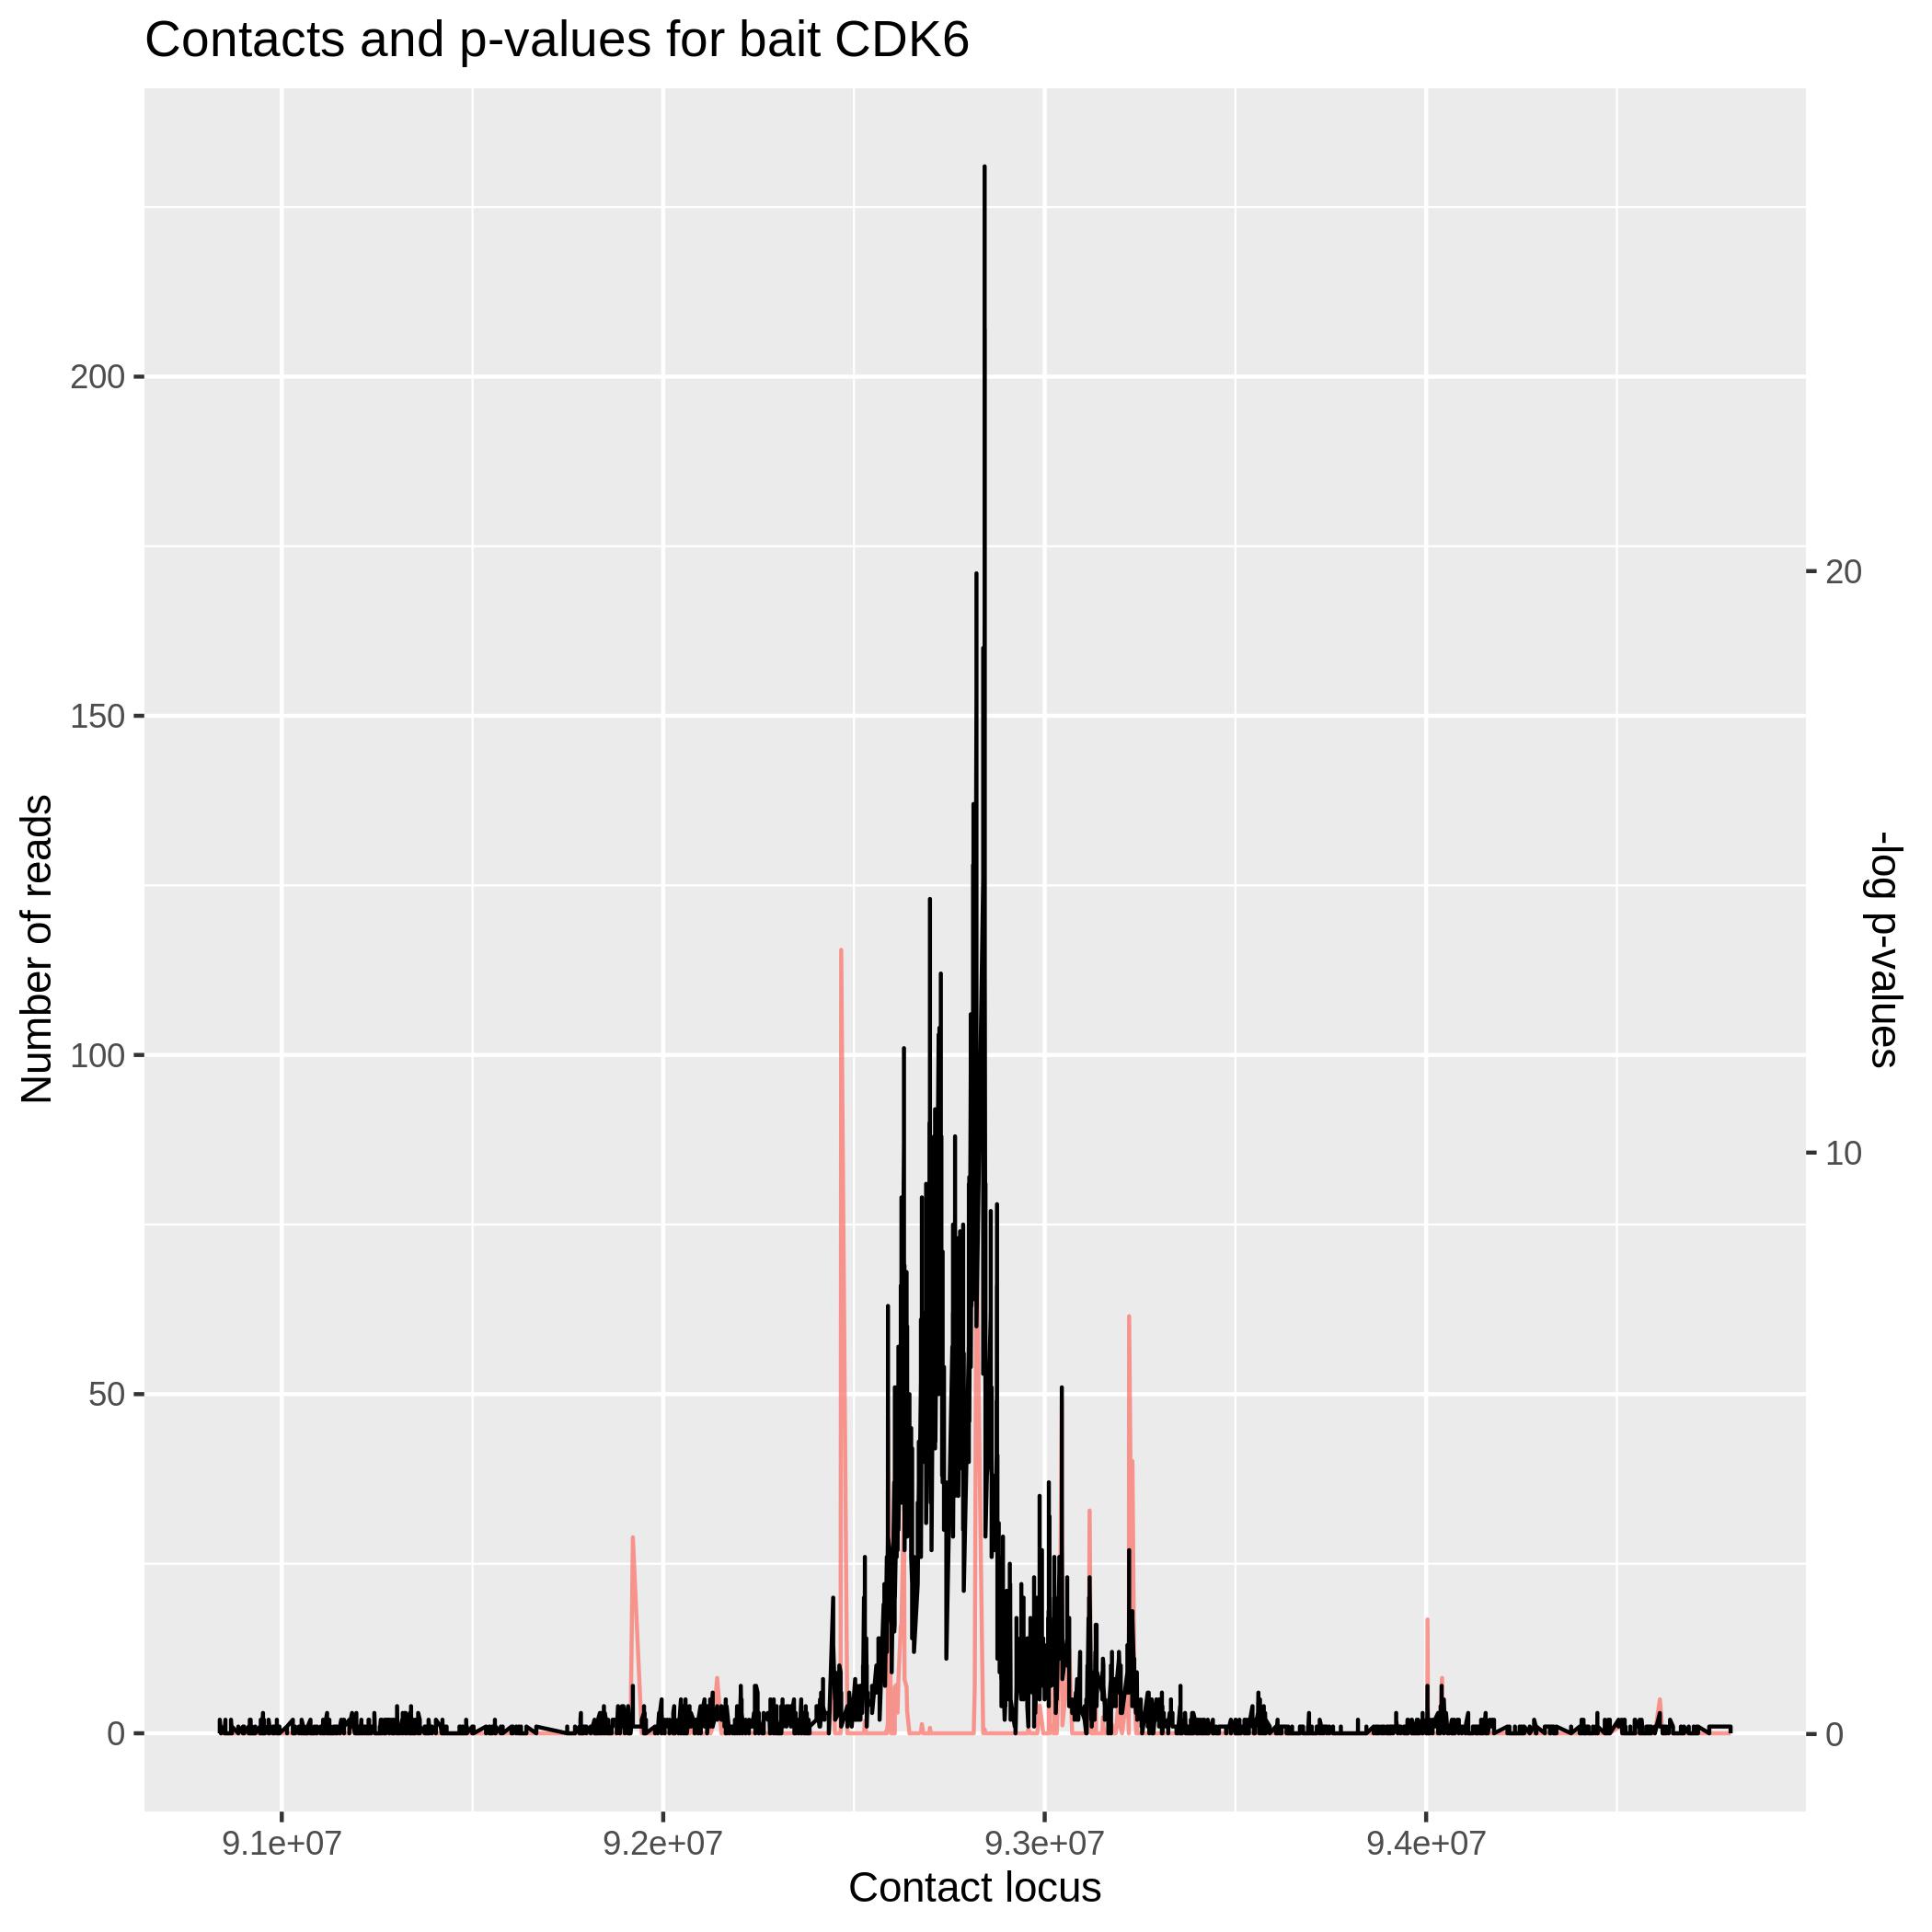 Contacts and p-values for bait CDK6
Number of reads
200
150
100
50
0
20
10
0
-log p-values
9.1e+07 9.2e+07 9.3e+07 9.4e+07
Contact locus